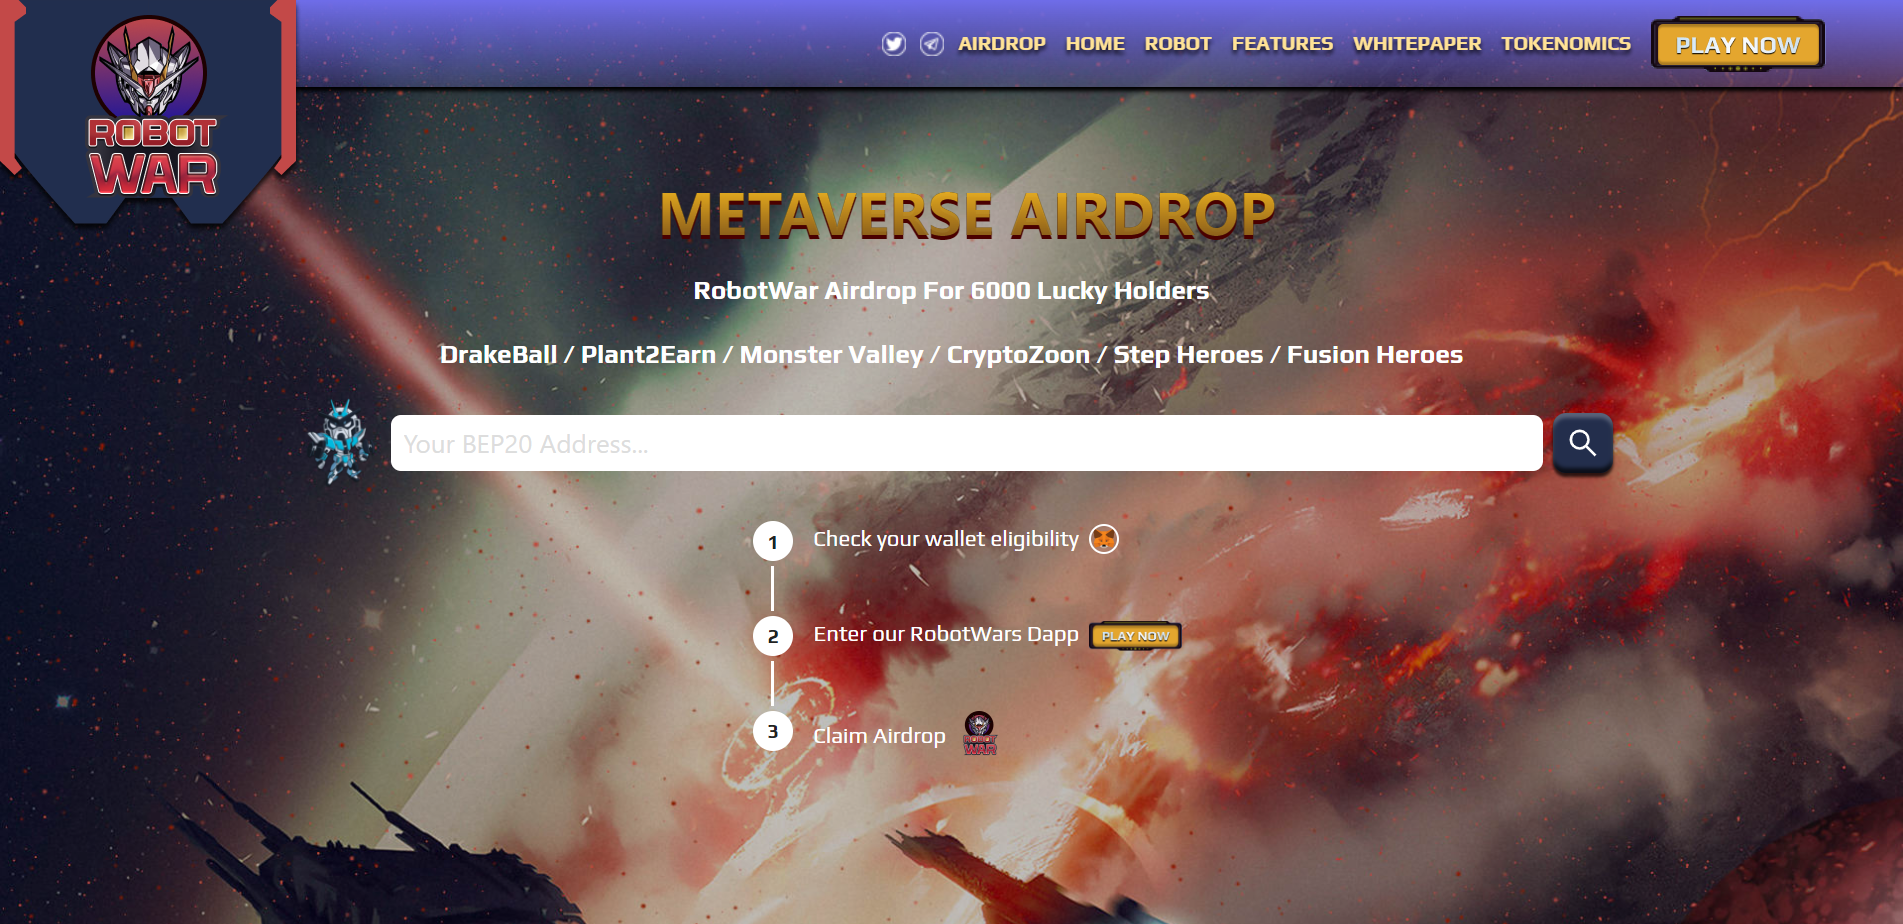 ROBOT
WAR
AIRDROP HOME ROBOT FEATURES WHITEPAPER TOKENOMICS PLAY NOW
METAVERSE AIRDROP
RobotWar Airdrop For 6000 Lucky Holders
DrakeBall / Plant2Earn / Monster Valley / CryptoZoon / Step Heroes / Fusion Heroes
Your BEP20 Address...
1 Check your wallet eligibility
2 Enter our RobotWars Dapp PLAY NOW
3 Claim Airdrop
ROBOT
WAR